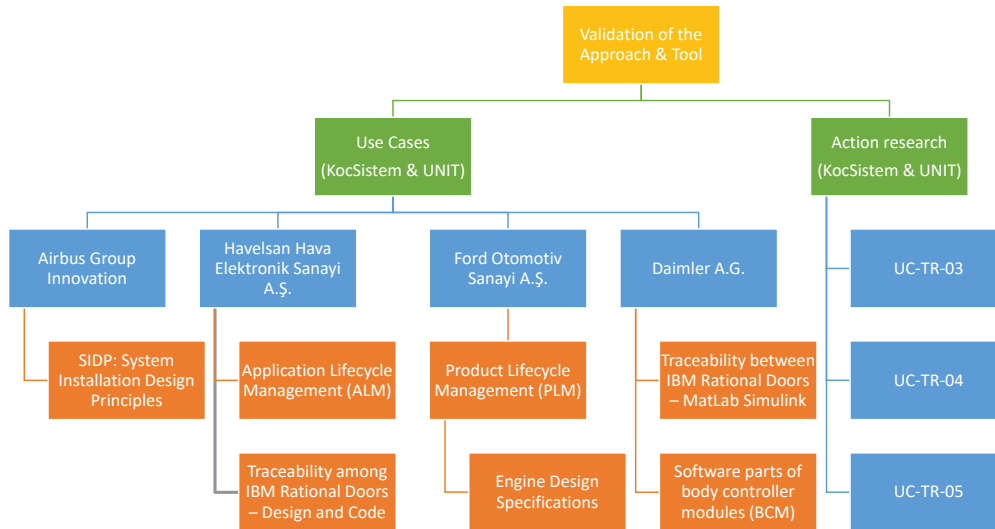 Validation of the
Approach & Tool
Use Cases
(KocSistem & UNIT)
Action research
(KocSistem & UNIT)
Airbus Group
Innovation
Havelsan Hava
Elektronik Sanayi
A.Ş.
Ford Otomotiv
Sanayi A.Ş.
Daimler A.G.
UC-TR-03
SIDP: System
Installation Design
Principles
Application Lifecycle
Management (ALM)
Product Lifecycle
Management (PLM)
Traceability between
IBM Rational Doors
– MatLab Simulink
UC-TR-04
Traceability among
IBM Rational Doors
– Design and Code
Engine Design
Specifications
Software parts of
body controller
modules (BCM)
UC-TR-05